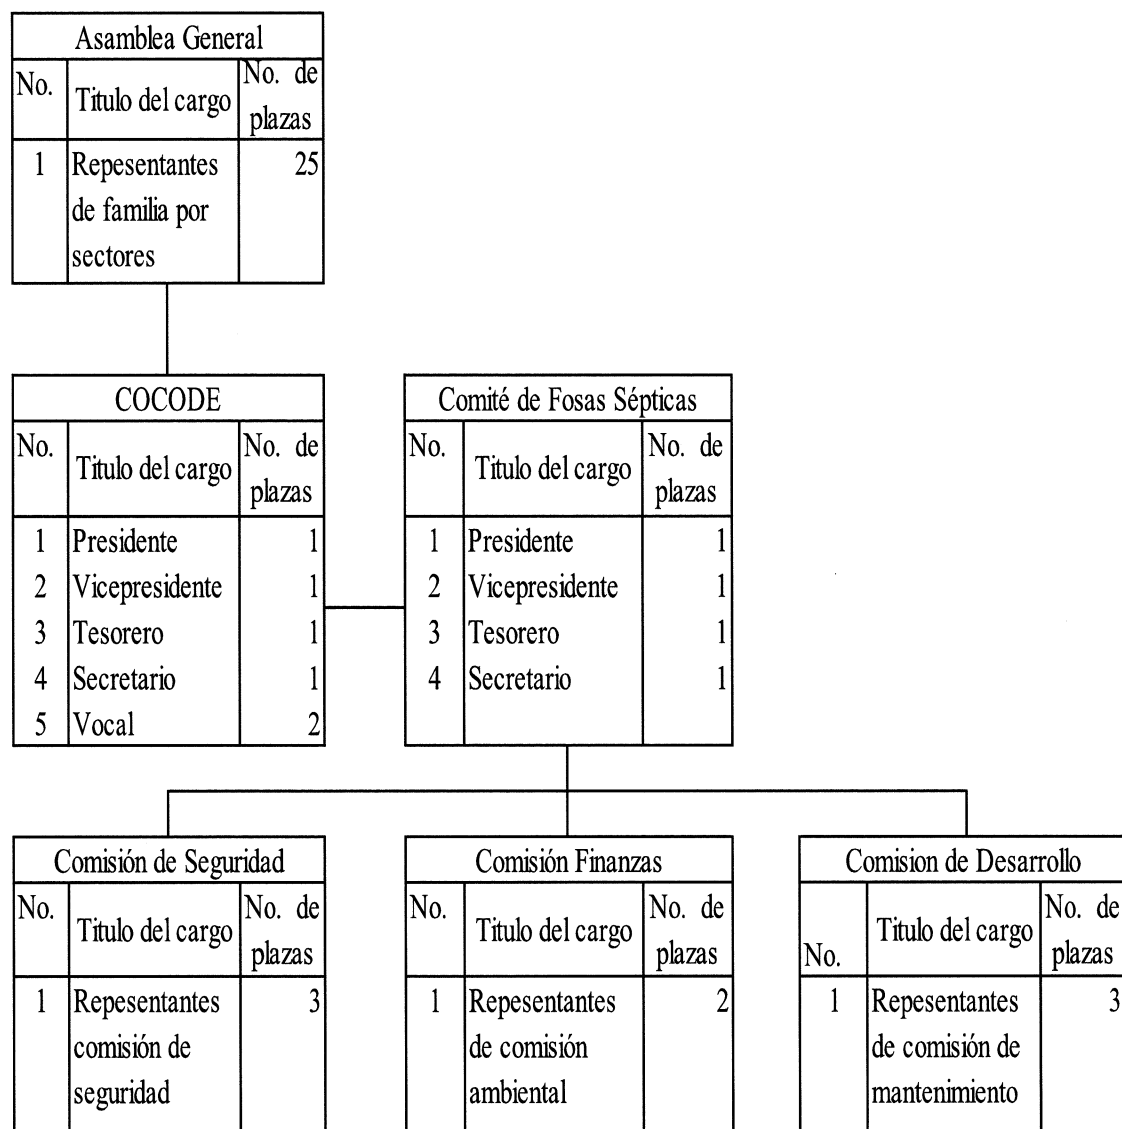 Asamblea General
No. Titulo del cargo No. de plazas
1 Repesentantes 25
de familia por
sectores
COCODE
No. Titulo del cargo No. de plazas
1 Presidente 1
2 Vicepresidente 1
3 Tesorero 1
4 Secretario 1
5 Vocal 2
Comité de Fosas Sépticas
No. Titulo del cargo No. de plazas
1 Presidente 1
2 Vicepresidente 1
3 Tesorero 1
4 Secretario 1
Comisión de Seguridad
No. Titulo del cargo No. de plazas
1 Repesentantes 3
comisión de
seguridad
Comisión Finanzas
No. Titulo del cargo No. de plazas
1 Repesentantes 2
de comisión
ambiental
Comision de Desarrollo
No. Titulo del cargo No. de plazas
1 Repesentantes 3
de comisión de
mantenimiento